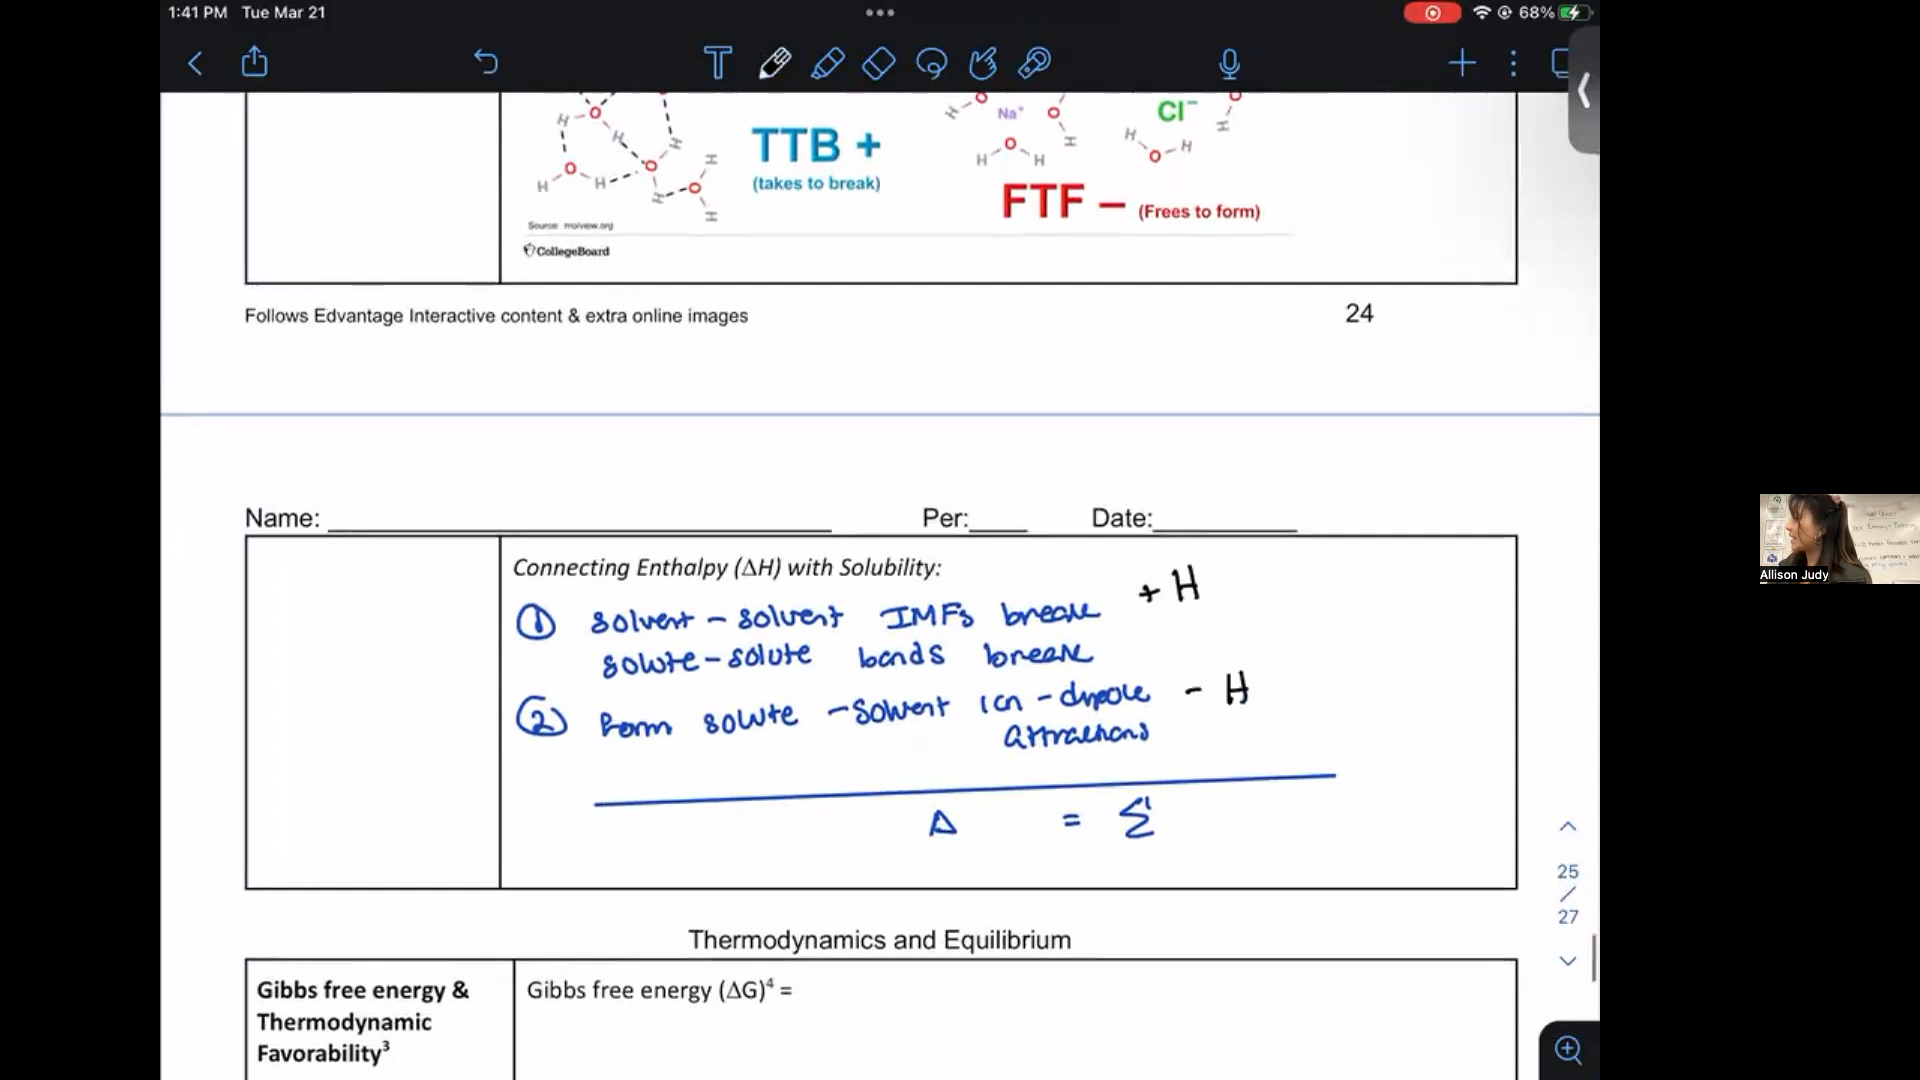 1:41 PM Tue Mar 21
68%
H O
H
H
O
H
H
O H
O H
H
H O
H
TTB +
(takes to break)
H O
Na+
O
H
O
H H
Cl−
O
H
H
O H
FTF – (Frees to form)
Source: molview.org
CollegeBoard
Follows Edvantage Interactive content & extra online images 24
Name: Per: Date:
Connecting Enthalpy (ΔH) with Solubility:
① solvent - solvent IMFs break + H
solute - solute bonds break
② Form solute - solvent ion - dipole - H
attractions
Δ = Σ
25
/
27
Thermodynamics and Equilibrium
Gibbs free energy &
Thermodynamic
Favorability³
Gibbs free energy (ΔG)⁴ =
Allison Judy